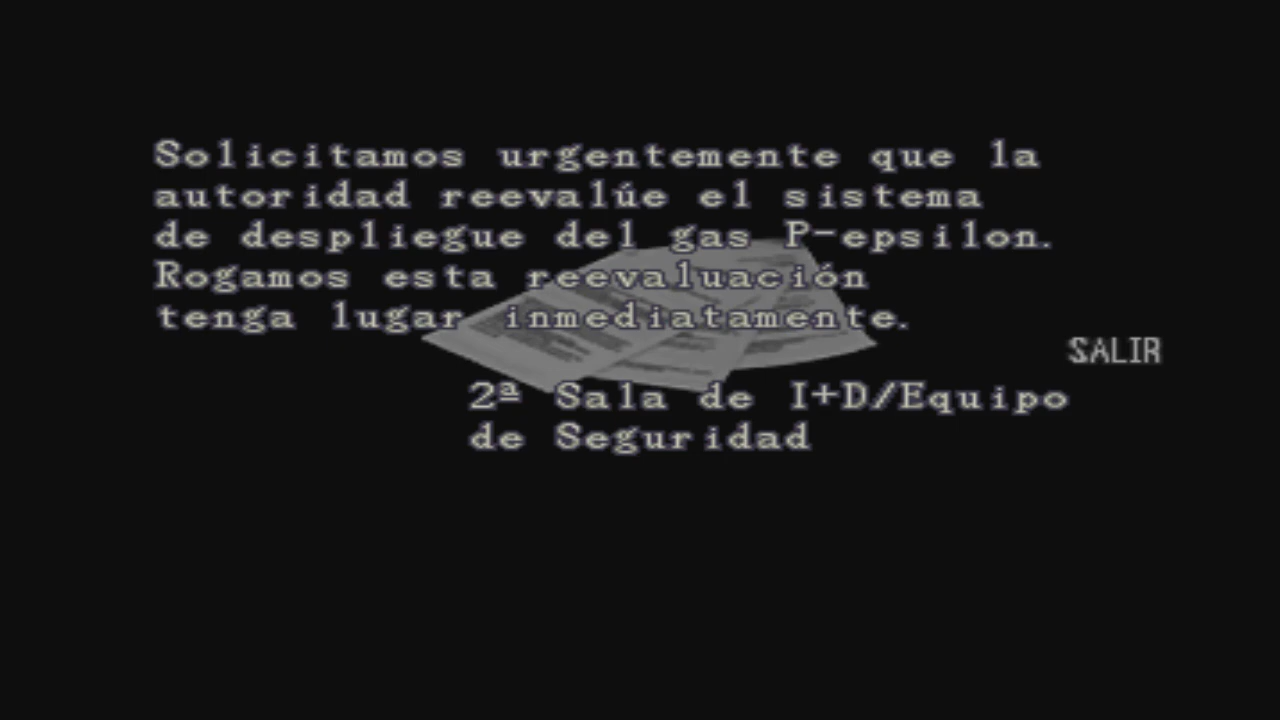 Solicitamos urgentemente que la
autoridad reevalúe el sistema
de despliegue del gas P-epsilon.
Rogamos esta reevaluación
tenga lugar inmediatamente.
SALIR
2ª Sala de I+D/Equipo
de Seguridad